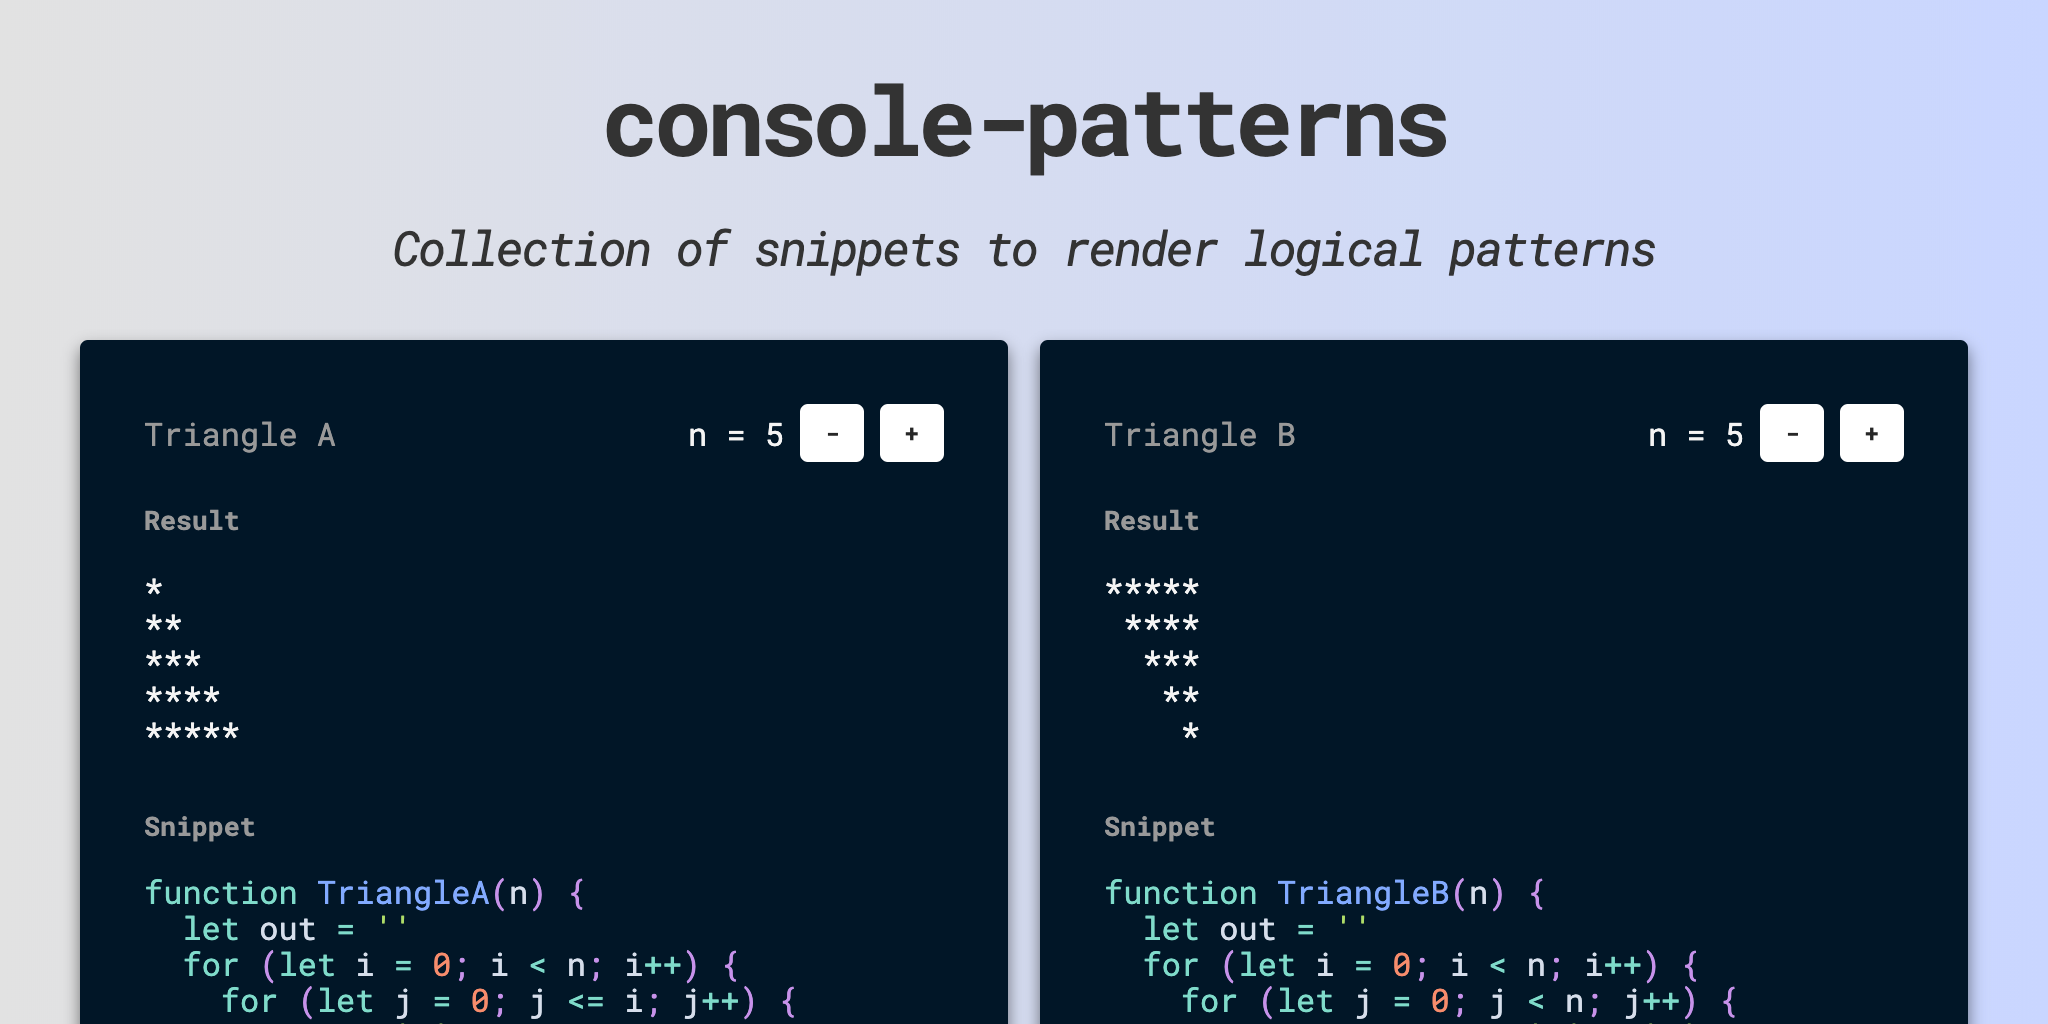 console-patterns
Collection of snippets to render logical patterns
Triangle A n = 5 - +
Result
*
**
***
****
*****
Snippet
function TriangleA(n) {
  let out = ''
  for (let i = 0; i < n; i++) {
    for (let j = 0; j <= i; j++) {
Triangle B n = 5 - +
Result
*****
 ****
  ***
   **
    *
Snippet
function TriangleB(n) {
  let out = ''
  for (let i = 0; i < n; i++) {
    for (let j = 0; j < n; j++) {